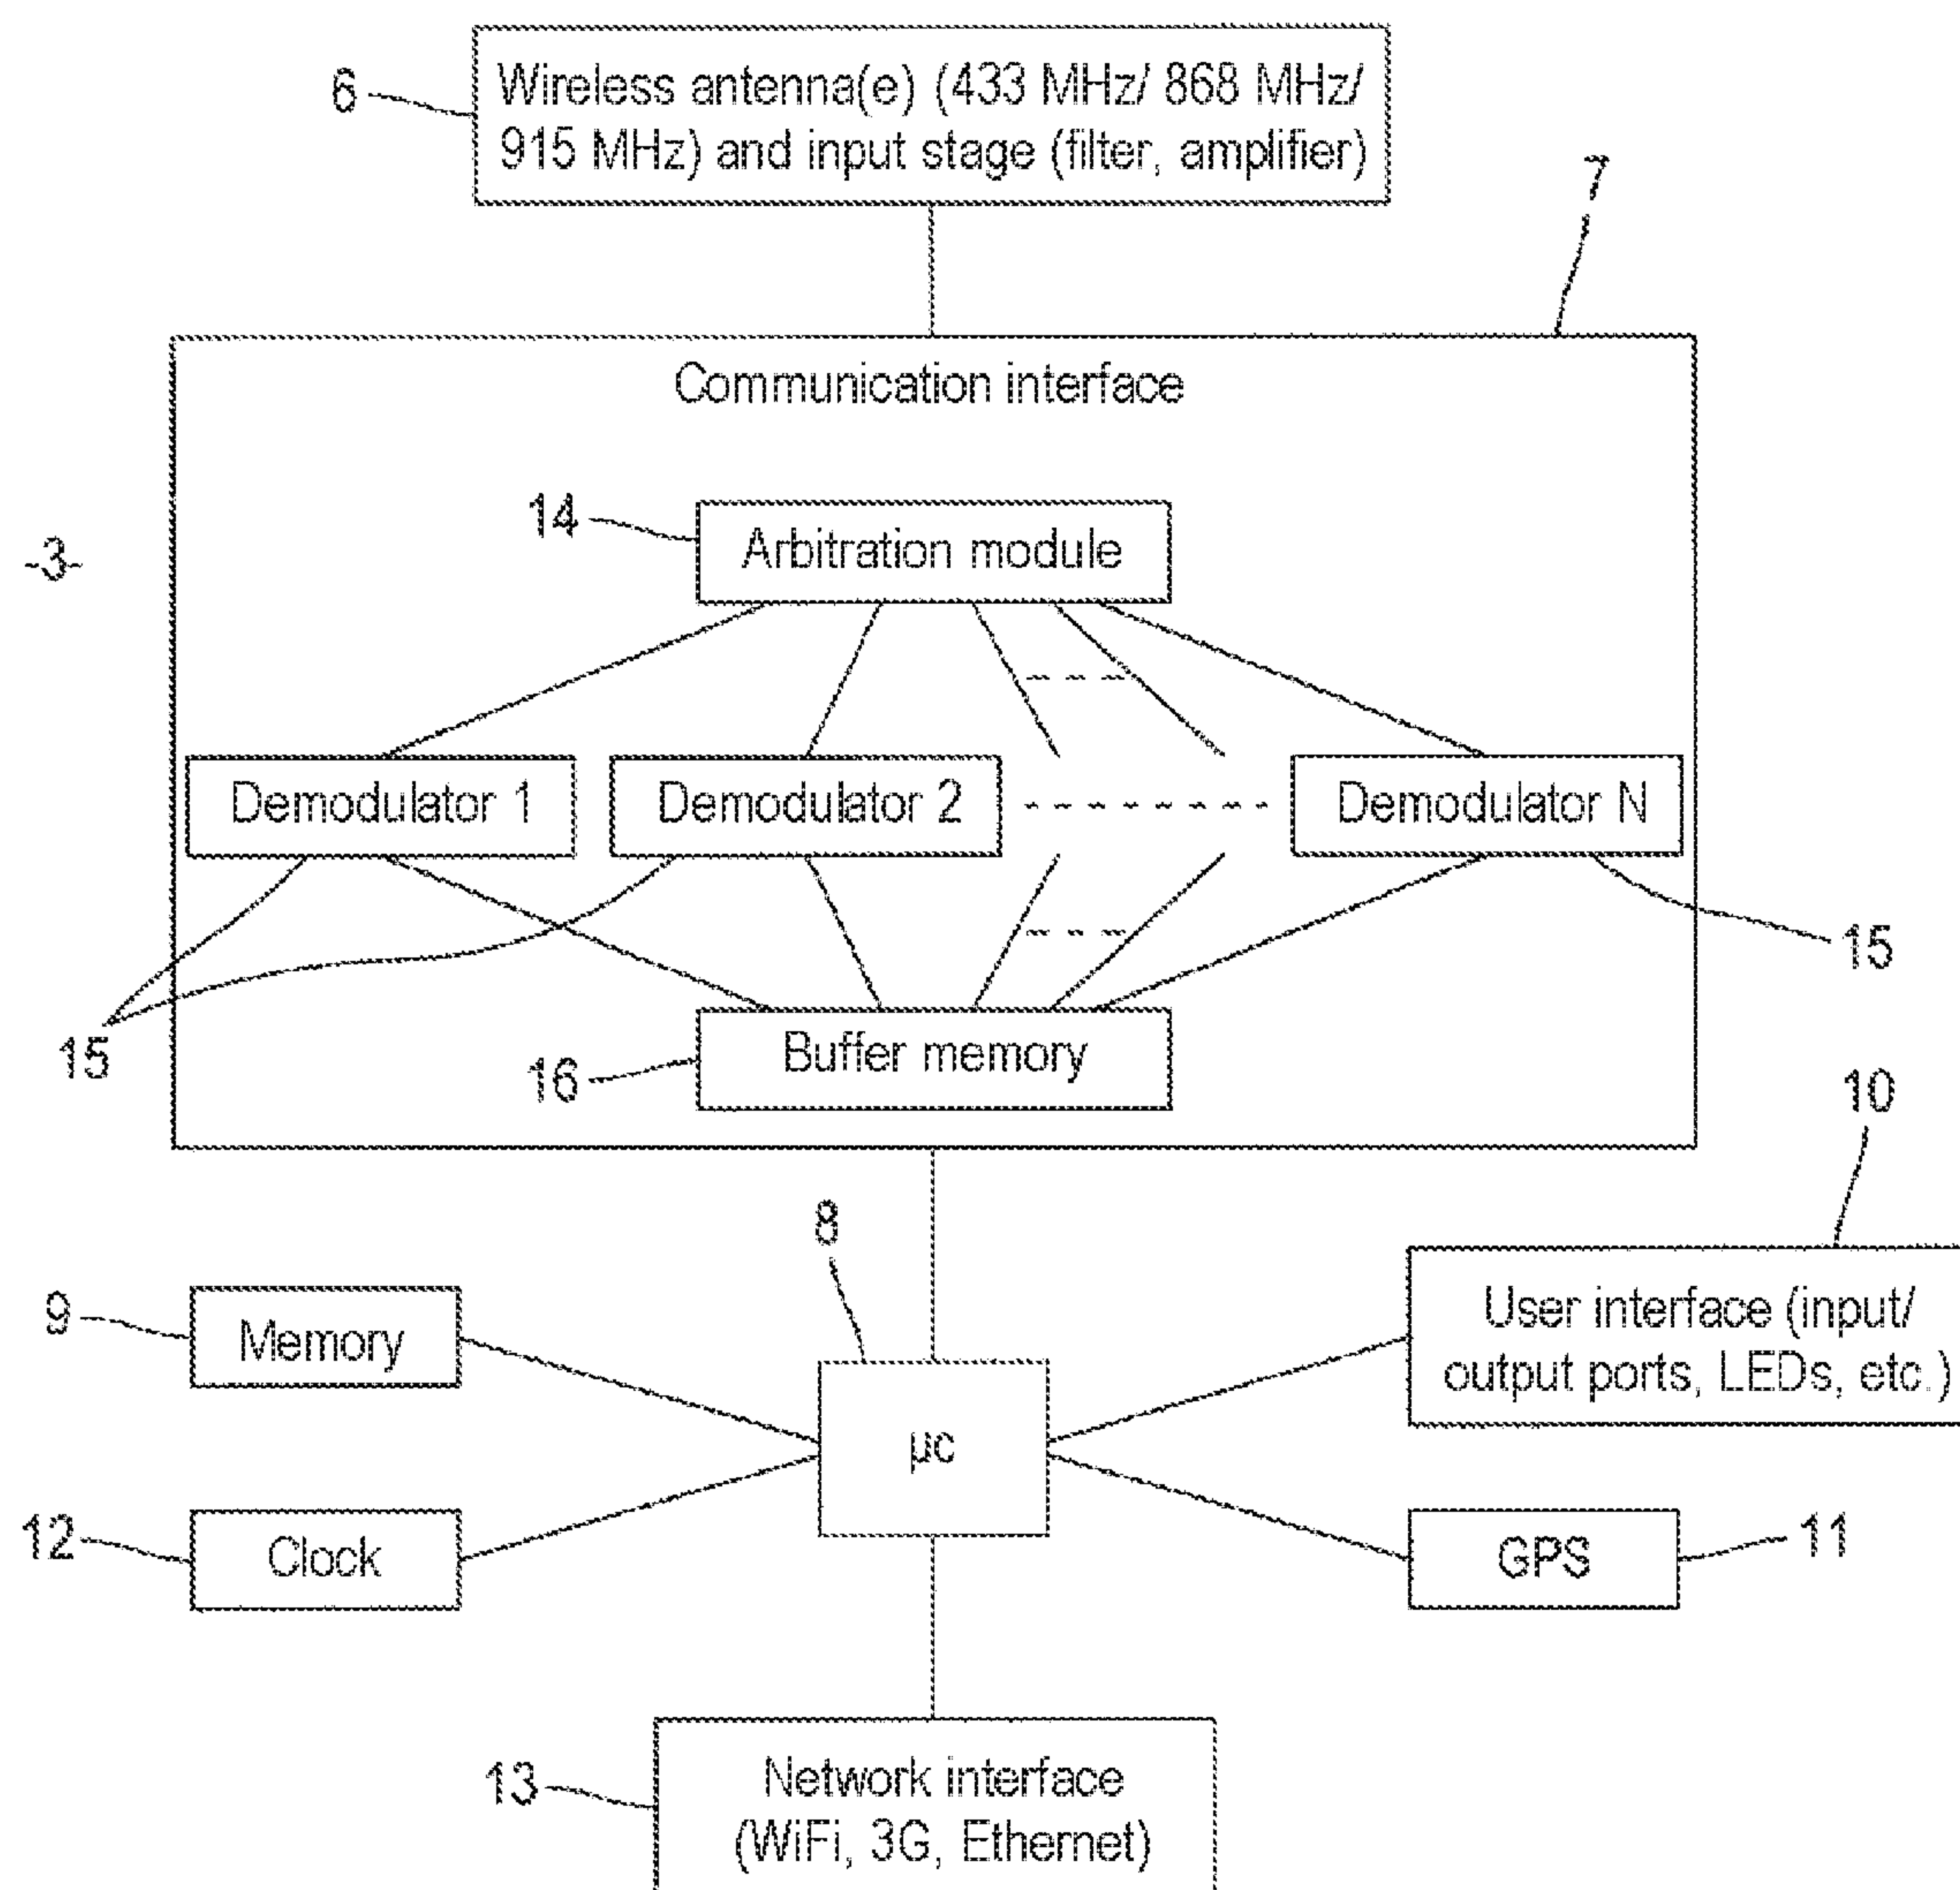 6
Wireless antenna(e) (433 MHz/ 868 MHz/
915 MHz) and input stage (filter, amplifier)
7
Communication interface
14
Arbitration module
-3-
Demodulator 1
Demodulator 2
Demodulator N
15
15
16
Buffer memory
10
8
9
Memory
User interface (input/
output ports, LEDs, etc.)
µc
12
Clock
GPS
11
13
Network interface
(WiFi, 3G, Ethernet)